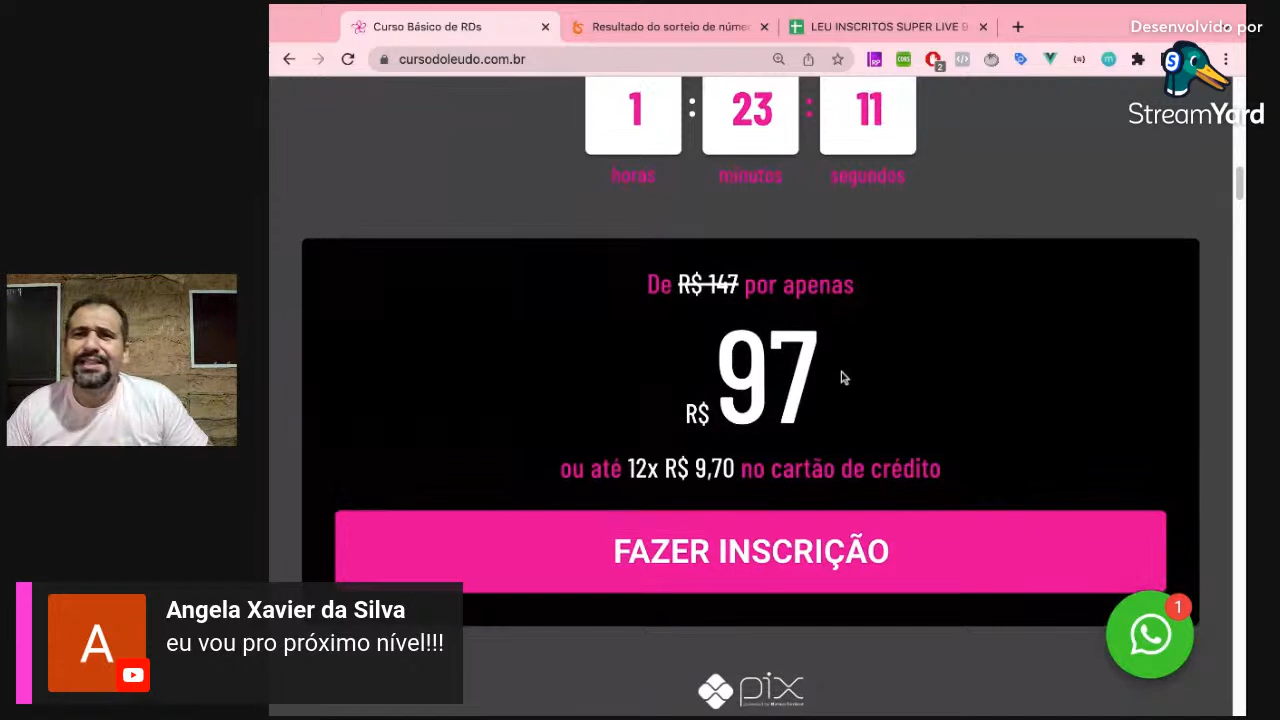 Curso Básico de RDs
Resultado do sorteio de núme
LEU INSCRITOS SUPER LIVE 9
Desenvolvido por
StreamYard
cursodoleudo.com.br
2
1 : 23 : 11
horas minutos segundos
De R$ 147 por apenas
R$ 97
ou até 12x R$ 9,70 no cartão de crédito
FAZER INSCRIÇÃO
1
A
Angela Xavier da Silva
eu vou pro próximo nível!!!
pix